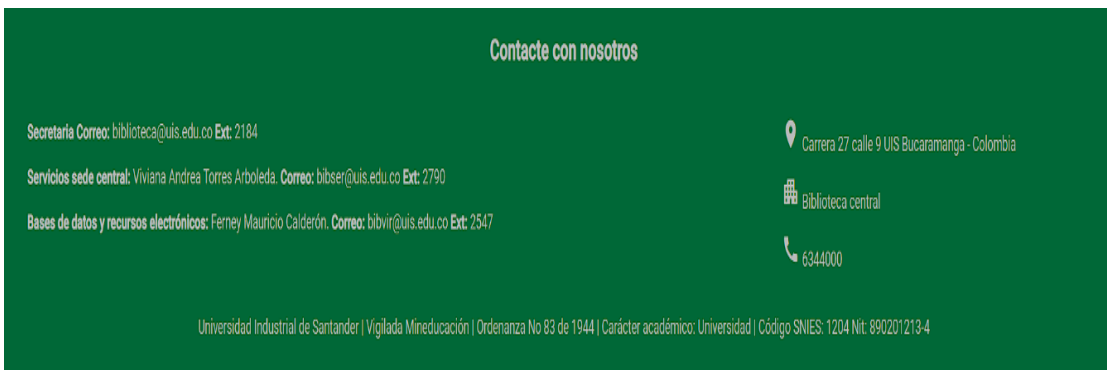 Contacte con nosotros
Secretaria Correo: biblioteca@uis.edu.co Ext: 2184
Servicios sede central: Viviana Andrea Torres Arboleda. Correo: bibser@uis.edu.co Ext: 2790
Bases de datos y recursos electrónicos: Ferney Mauricio Calderón. Correo: bibvir@uis.edu.co Ext: 2547
Carrera 27 calle 9 UIS Bucaramanga - Colombia
Biblioteca central
6344000
Universidad Industrial de Santander | Vigilada Mineducación | Ordenanza No 83 de 1944 | Carácter académico: Universidad | Código SNIES: 1204 Nit: 890201213-4